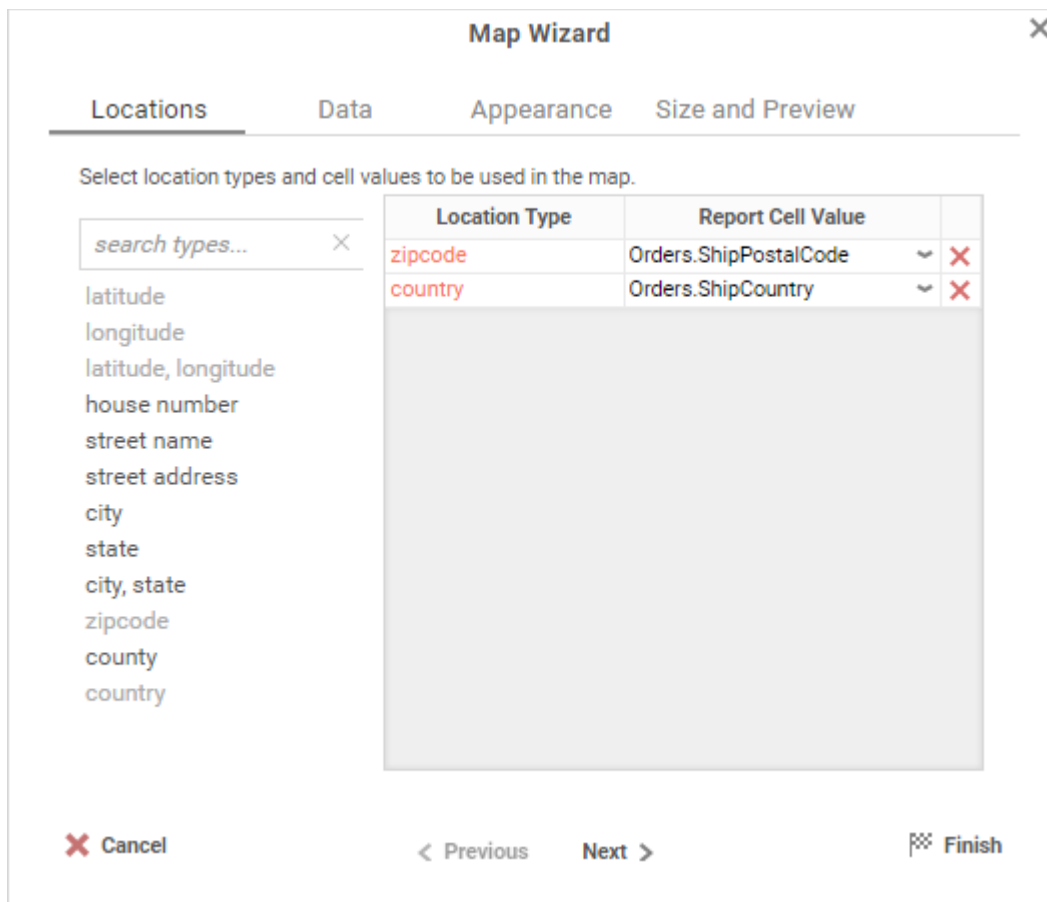 Map Wizard
Locations Data Appearance Size and Preview
Select location types and cell values to be used in the map.
search types...
latitude
longitude
latitude, longitude
house number
street name
street address
city
state
city, state
zipcode
county
country
Location Type Report Cell Value
zipcode Orders.ShipPostalCode
country Orders.ShipCountry
Cancel Previous Next Finish